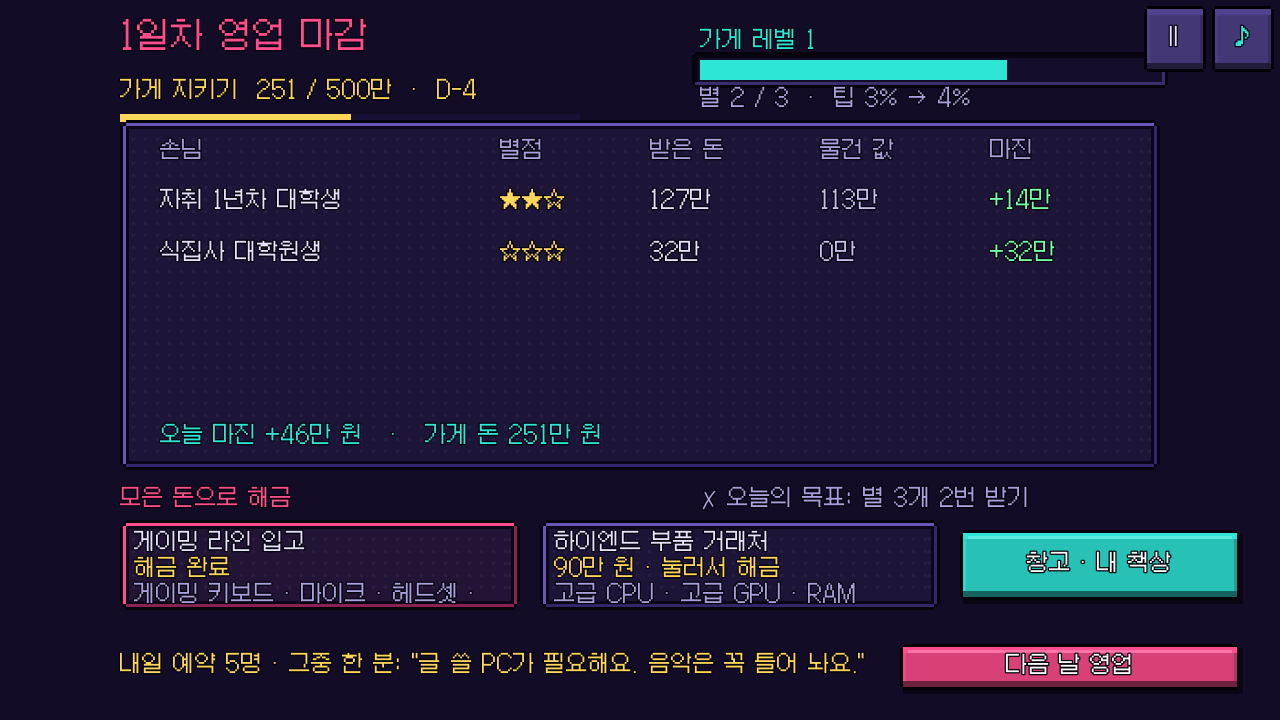 1일차 영업 마감
가게 레벨 1
가게 지키기 251 / 500만 · D-4
별 2 / 3 · 팁 3% → 4%
손님 별점 받은 돈 물건 값 마진
자취 1년차 대학생 ★★☆ 127만 113만 +14만
식집사 대학원생 ☆☆☆ 32만 0만 +32만
오늘 마진 +46만 원 · 가게 돈 251만 원
모은 돈으로 해금
✗ 오늘의 목표: 별 3개 2번 받기
게이밍 라인 입고
해금 완료
게이밍 키보드 · 마이크 · 헤드셋 ·
하이엔드 부품 거래처
90만 원 · 눌러서 해금
고급 CPU · 고급 GPU · RAM
창고 · 내 책상
내일 예약 5명 · 그중 한 분: "글 쓸 PC가 필요해요. 음악은 꼭 틀어 놔요."
다음 날 영업